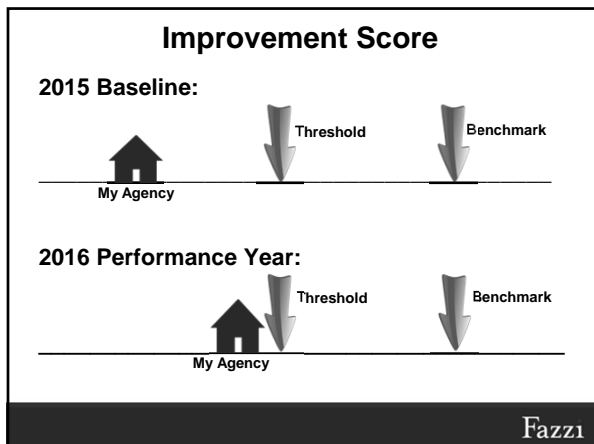 Improvement Score
2015 Baseline:
Threshold
Benchmark
My Agency
2016 Performance Year:
Threshold
Benchmark
My Agency
Fazzi